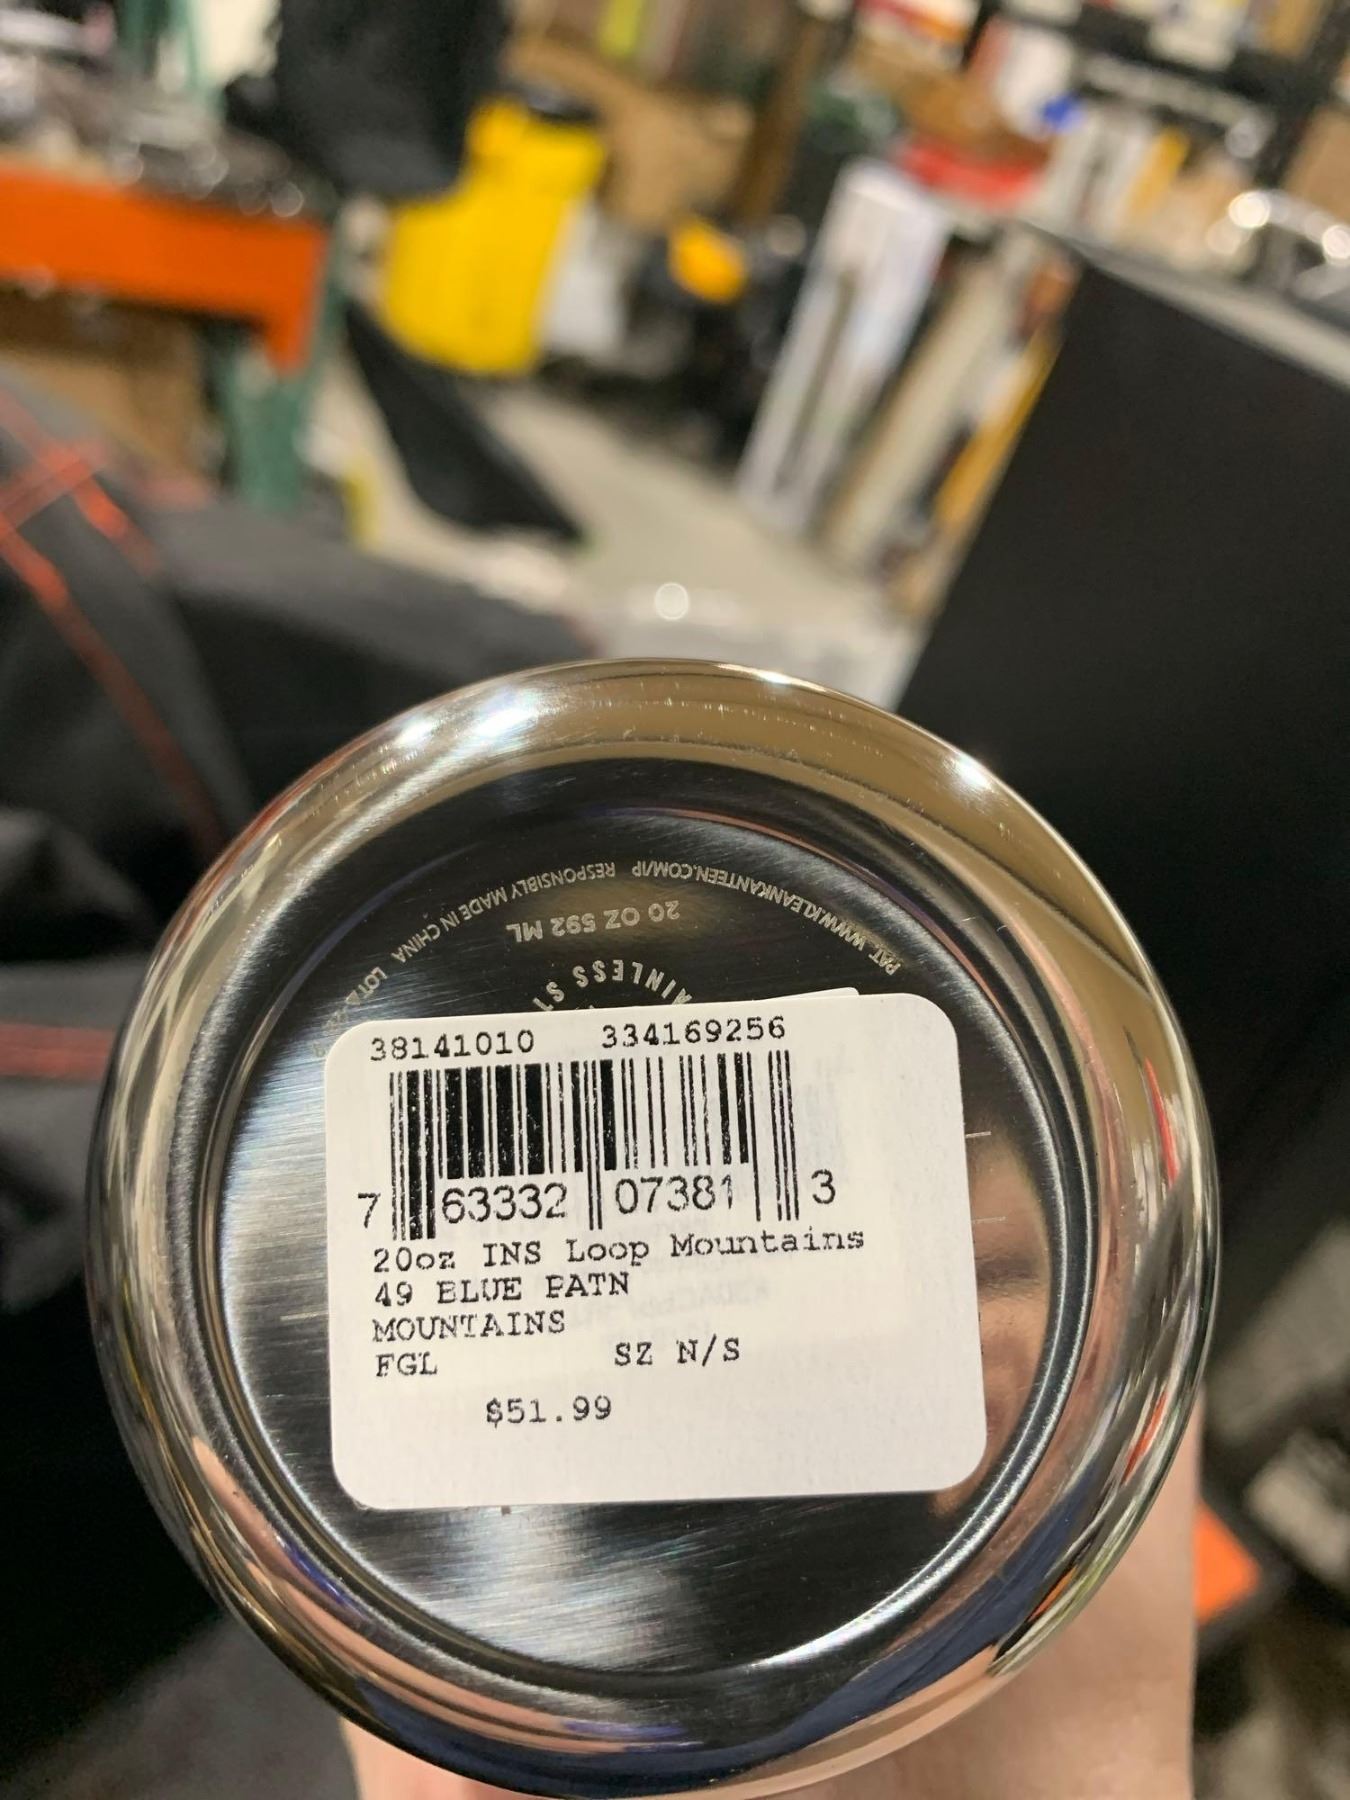 PAT. WWW.KLEANKANTEEN.COM/IP RESPONSIBLY MADE IN CHINA
20 OZ 592 ML
38141010 334169256
7 63332 07381 3
20oz INS Loop Mountains
49 BLUE PATN
MOUNTAINS
FGL SZ N/S
$51.99